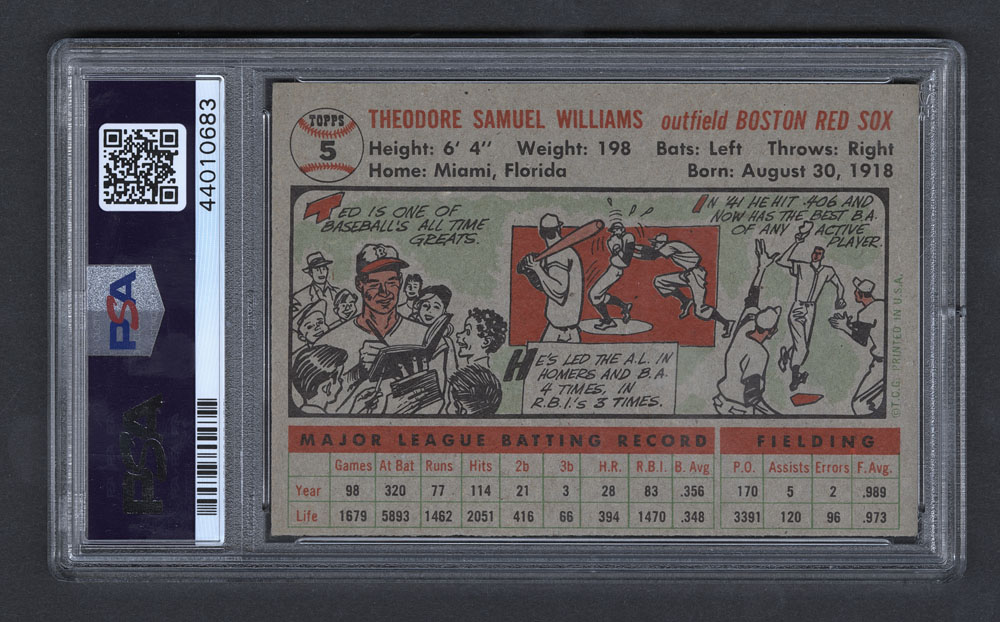 44010683
PSA
PSA
TOPPS
5
THEODORE SAMUEL WILLIAMS outfield BOSTON RED SOX
Height: 6' 4" Weight: 198 Bats: Left Throws: Right
Home: Miami, Florida Born: August 30, 1918
TED IS ONE OF
BASEBALL'S ALL TIME
GREATS.
B
HE'S LED THE A.L. IN
HOMERS AND B.A.
4 TIMES, IN
R.B.I.'S 3 TIMES.
IN '41 HE HIT .406 AND
NOW HAS THE BEST B.A.
OF ANY ACTIVE
PLAYER.
©T.C.G. PRINTED IN U.S.A.
MAJOR LEAGUE BATTING RECORD FIELDING
Games At Bat Runs Hits 2b 3b H.R. R.B.I. B. Avg P.O. Assists Errors F. Avg.
Year 98 320 77 114 21 3 28 83 .356 170 5 2 .989
Life 1679 5893 1462 2051 416 66 394 1470 .348 3391 120 96 .973